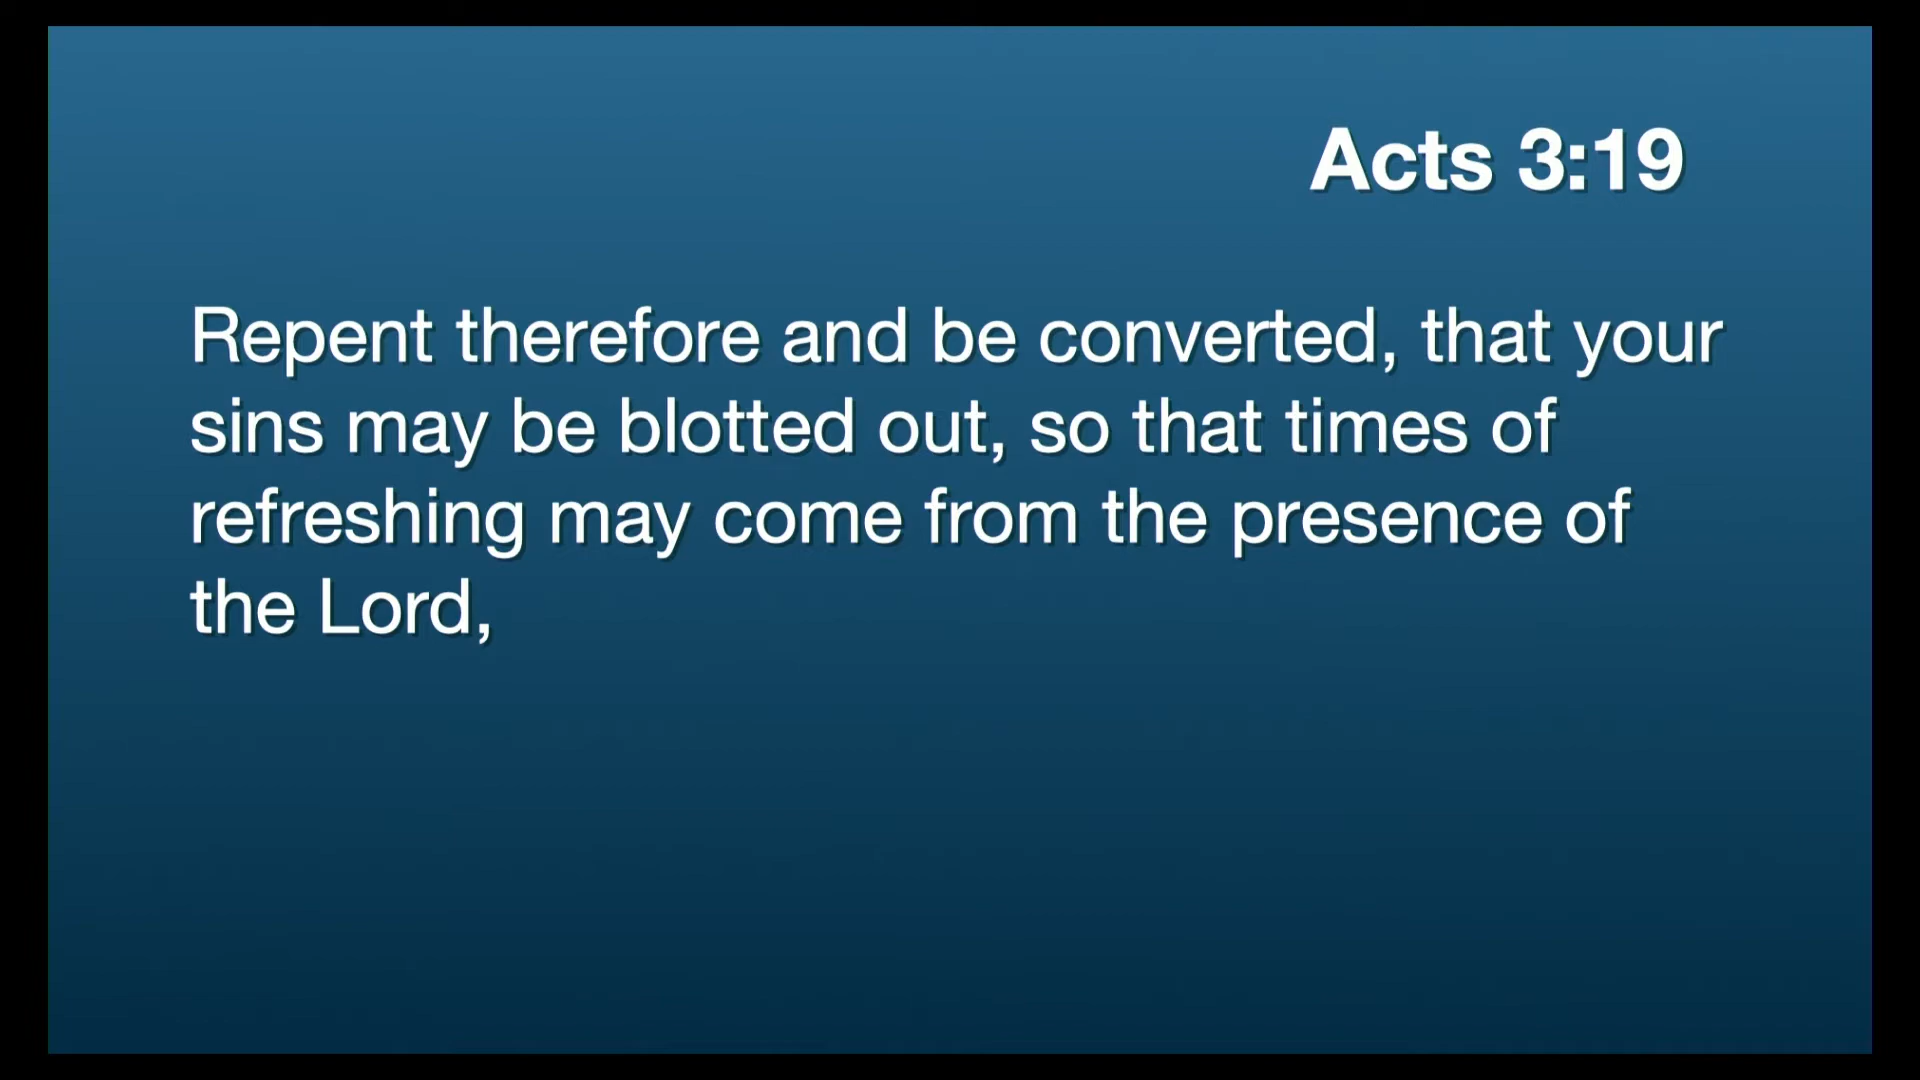 Acts 3:19
Repent therefore and be converted, that your
sins may be blotted out, so that times of
refreshing may come from the presence of
the Lord,